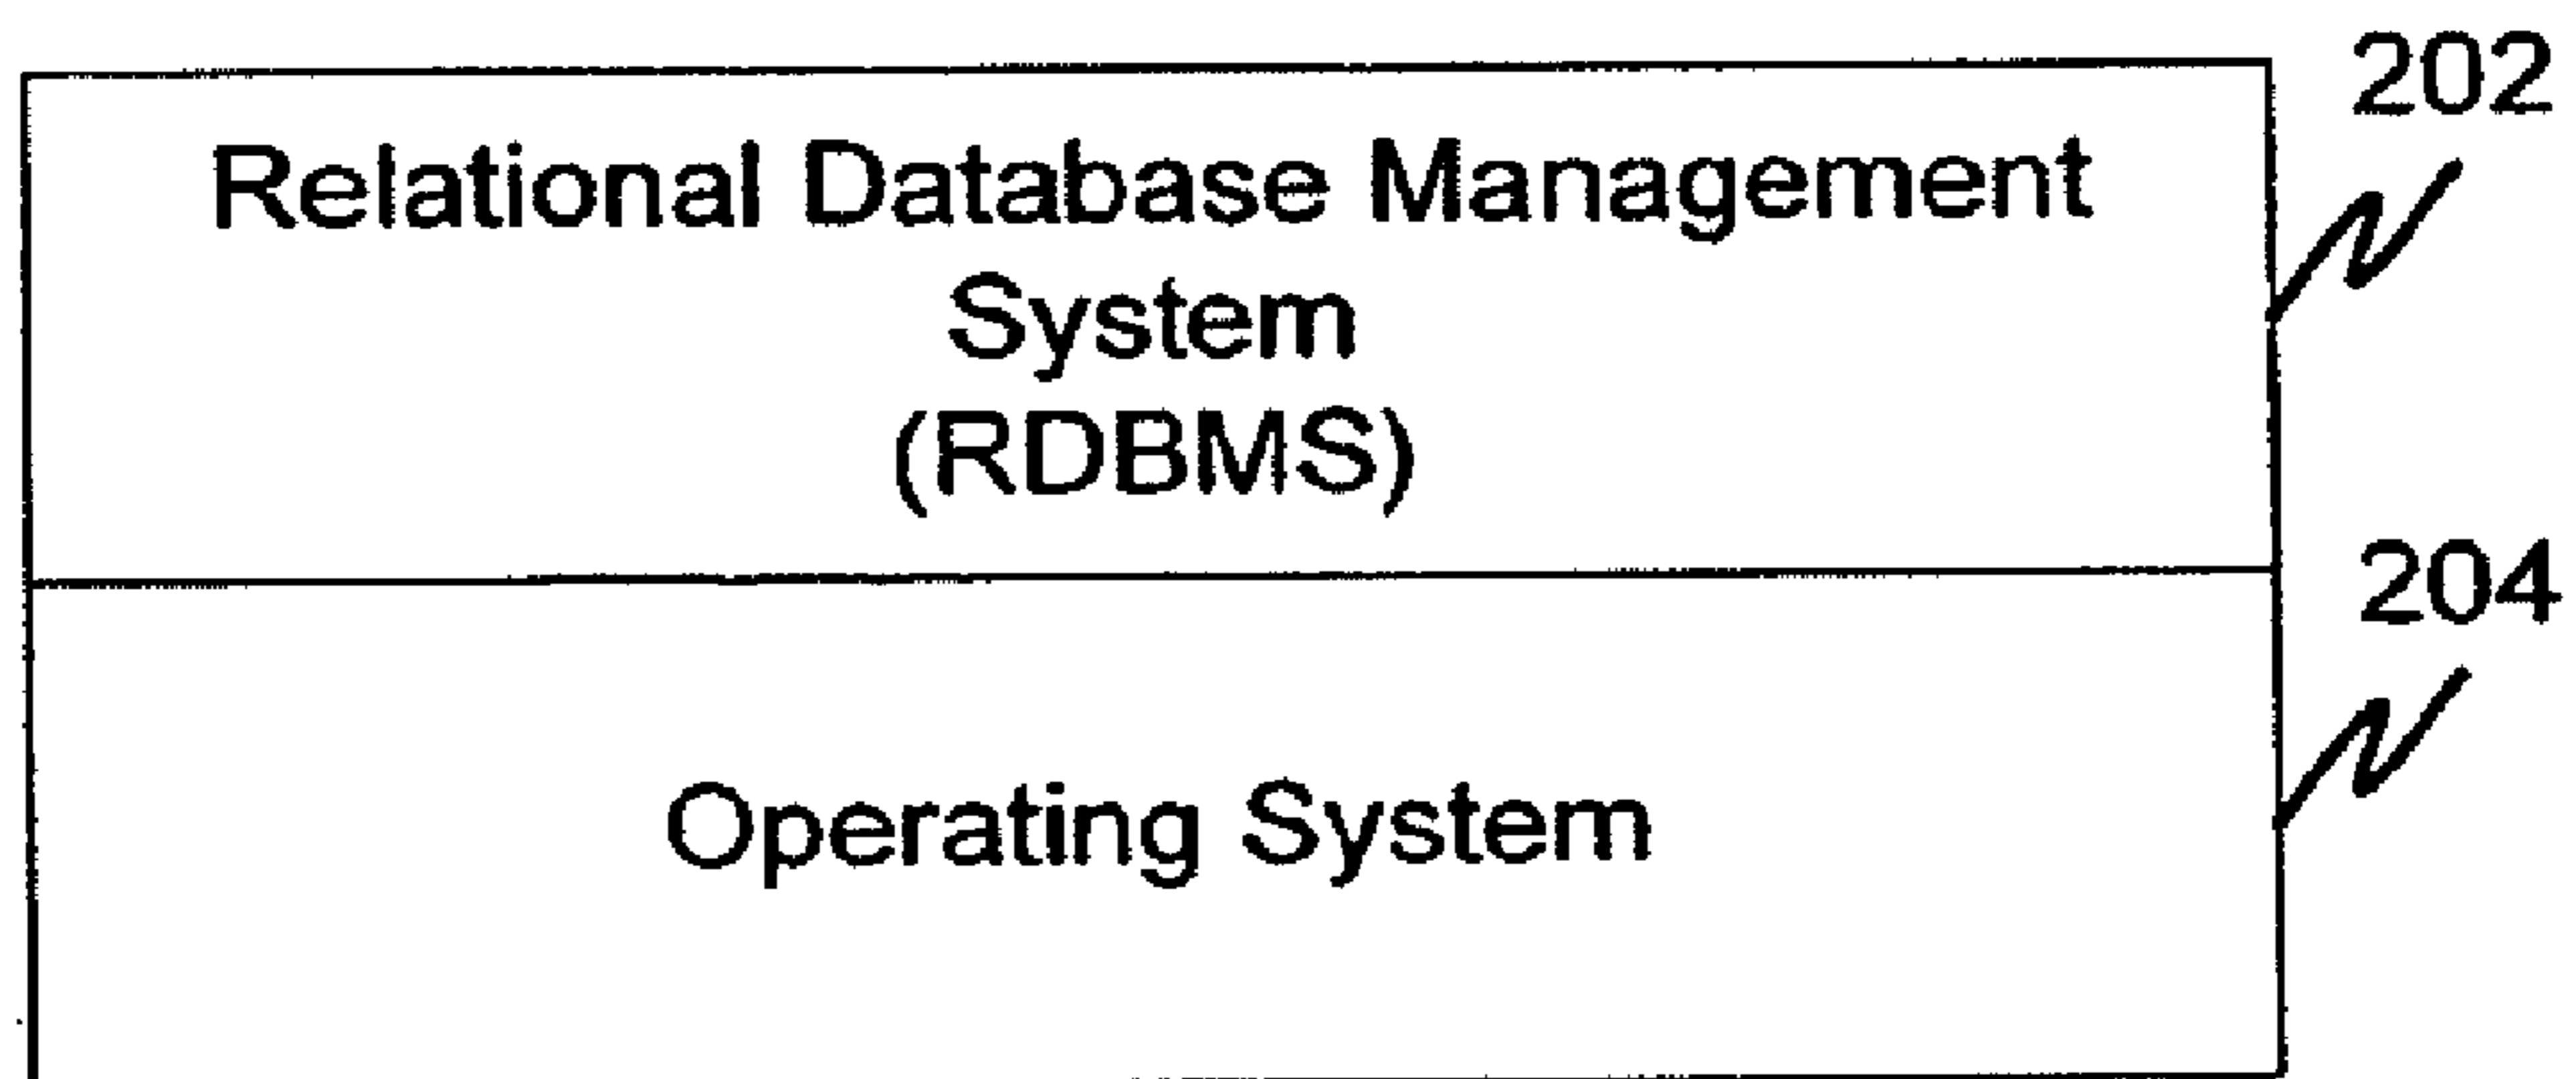 202
Relational Database Management
System
(RDBMS)
204
Operating System